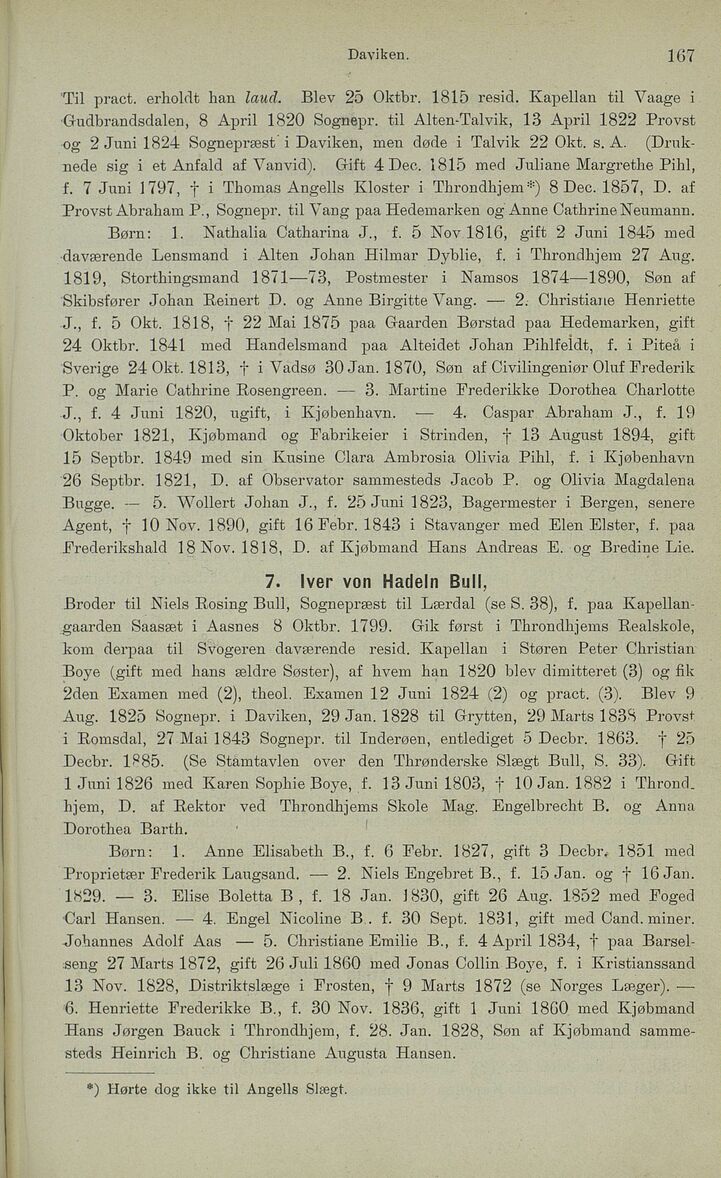 Daviken. 167
Til pract. erholdt han laud. Blev 25 Oktbr. 1815 resid. Kapellan til Vaage i
Gudbrandsdalen, 8 April 1820 Sognepr. til Alten-Talvik, 13 April 1822 Provst
og 2 Juni 1824 Sognepræst i Daviken, men døde i Talvik 22 Okt. s. A. (Druk-
nede sig i et Anfald af Vanvid). Gift 4 Dec. 1815 med Juliane Margrethe Pihl,
f. 7 Juni 1797, † i Thomas Angells Kloster i Throndhjem*) 8 Dec. 1857, D. af
Provst Abraham P., Sognepr. til Vang paa Hedemarken og Anne Cathrine Neumann.
Børn: 1. Nathalia Catharina J., f. 5 Nov 1816, gift 2 Juni 1845 med
daværende Lensmand i Alten Johan Hilmar Dyblie, f. i Throndhjem 27 Aug.
1819, Storthingsmand 1871—73, Postmester i Namsos 1874—1890, Søn af
Skibsfører Johan Reinert D. og Anne Birgitte Vang. — 2. Christiane Henriette
J., f. 5 Okt. 1818, † 22 Mai 1875 paa Gaarden Børstad paa Hedemarken, gift
24 Oktbr. 1841 med Handelsmand paa Alteidet Johan Pihlfeldt, f. i Piteå i
Sverige 24 Okt. 1813, † i Vadsø 30 Jan. 1870, Søn af Civilingeniør Oluf Frederik
P. og Marie Cathrine Rosengreen. — 3. Martine Frederikke Dorothea Charlotte
J., f. 4 Juni 1820, ugift, i Kjøbenhavn. — 4. Caspar Abraham J., f. 19
Oktober 1821, Kjøbmand og Fabrikeier i Strinden, † 13 August 1894, gift
15 Septbr. 1849 med sin Kusine Clara Ambrosia Olivia Pihl, f. i Kjøbenhavn
26 Septbr. 1821, D. af Observator sammesteds Jacob P. og Olivia Magdalena
Bugge. — 5. Wollert Johan J., f. 25 Juni 1823, Bagermester i Bergen, senere
Agent, † 10 Nov. 1890, gift 16 Febr. 1843 i Stavanger med Elen Elster, f. paa
Frederikshald 18 Nov. 1818, D. af Kjøbmand Hans Andreas E. og Bredine Lie.
7. Iver von Hadeln Bull,
Broder til Niels Rosing Bull, Sognepræst til Lærdal (se S. 38), f. paa Kapellan-
gaarden Saasæt i Aasnes 8 Oktbr. 1799. Gik først i Throndhjems Realskole,
kom derpaa til Svogeren daværende resid. Kapellan i Støren Peter Christian
Boye (gift med hans ældre Søster), af hvem han 1820 blev dimitteret (3) og fik
2den Examen med (2), theol. Examen 12 Juni 1824 (2) og pract. (3). Blev 9
Aug. 1825 Sognepr. i Daviken, 29 Jan. 1828 til Grytten, 29 Marts 1838 Provst
i Romsdal, 27 Mai 1843 Sognepr. til Inderøen, entlediget 5 Decbr. 1863. † 25
Decbr. 1885. (Se Stamtavlen over den Thrønderske Slægt Bull, S. 33). Gift
1 Juni 1826 med Karen Sophie Boye, f. 13 Juni 1803, † 10 Jan. 1882 i Thrond-
hjem, D. af Rektor ved Throndhjems Skole Mag. Engelbrecht B. og Anna
Dorothea Barth.
Børn: 1. Anne Elisabeth B., f. 6 Febr. 1827, gift 3 Decbr. 1851 med
Proprietær Frederik Laugsand. — 2. Niels Engebret B., f. 15 Jan. og † 16 Jan.
1829. — 3. Elise Boletta B , f. 18 Jan. 1830, gift 26 Aug. 1852 med Foged
Carl Hansen. — 4. Engel Nicoline B. f. 30 Sept. 1831, gift med Cand. miner.
Johannes Adolf Aas — 5. Christiane Emilie B., f. 4 April 1834, † paa Barsel-
seng 27 Marts 1872, gift 26 Juli 1860 med Jonas Collin Boye, f. i Kristianssand
13 Nov. 1828, Distriktslæge i Frosten, † 9 Marts 1872 (se Norges Læger). —
6. Henriette Frederikke B., f. 30 Nov. 1836, gift 1 Juni 1860 med Kjøbmand
Hans Jørgen Bauck i Throndhjem, f. 28. Jan. 1828, Søn af Kjøbmand samme-
steds Heinrich B. og Christiane Augusta Hansen.
*) Hørte dog ikke til Angells Slægt.